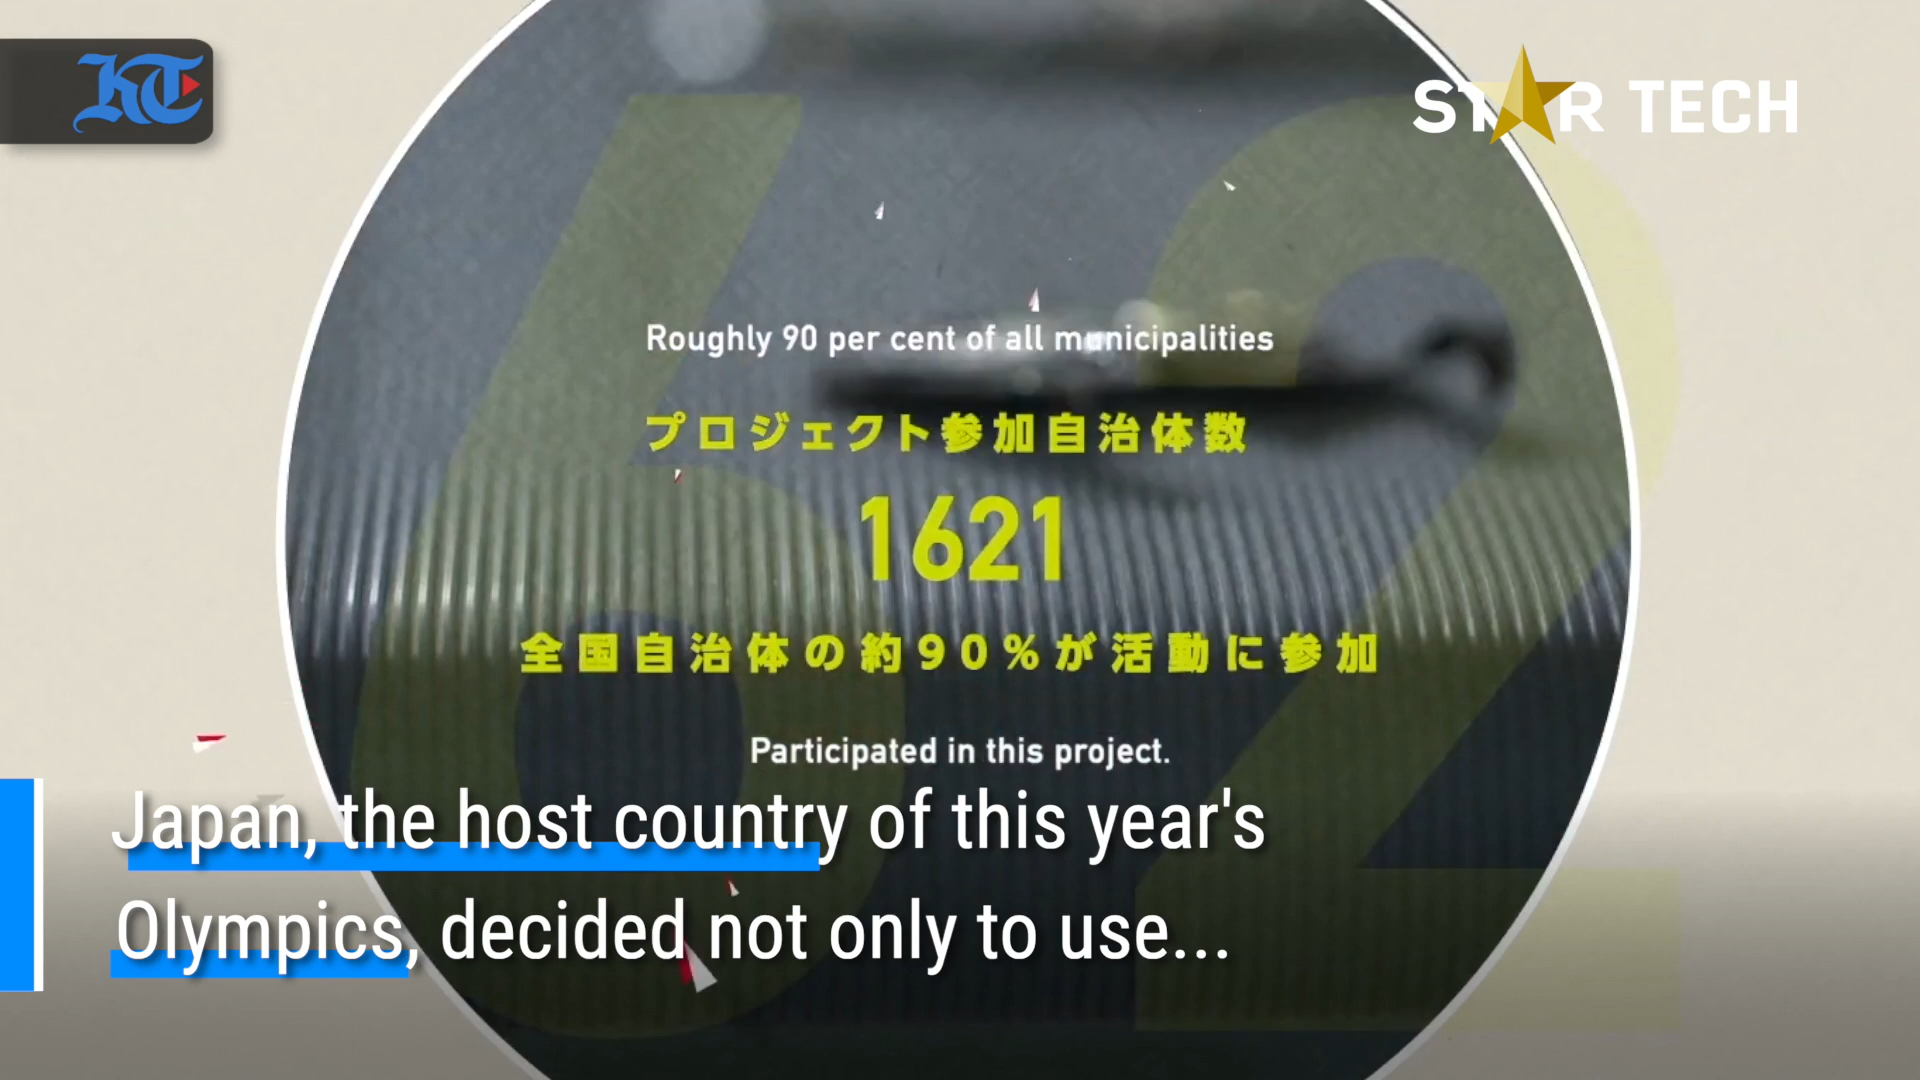 KT
STAR TECH
62
Roughly 90 per cent of all municipalities
プロジェクト参加自治体数
1621
全国自治体の約90%が活動に参加
Participated in this project.
Japan, the host country of this year's
Olympics, decided not only to use...